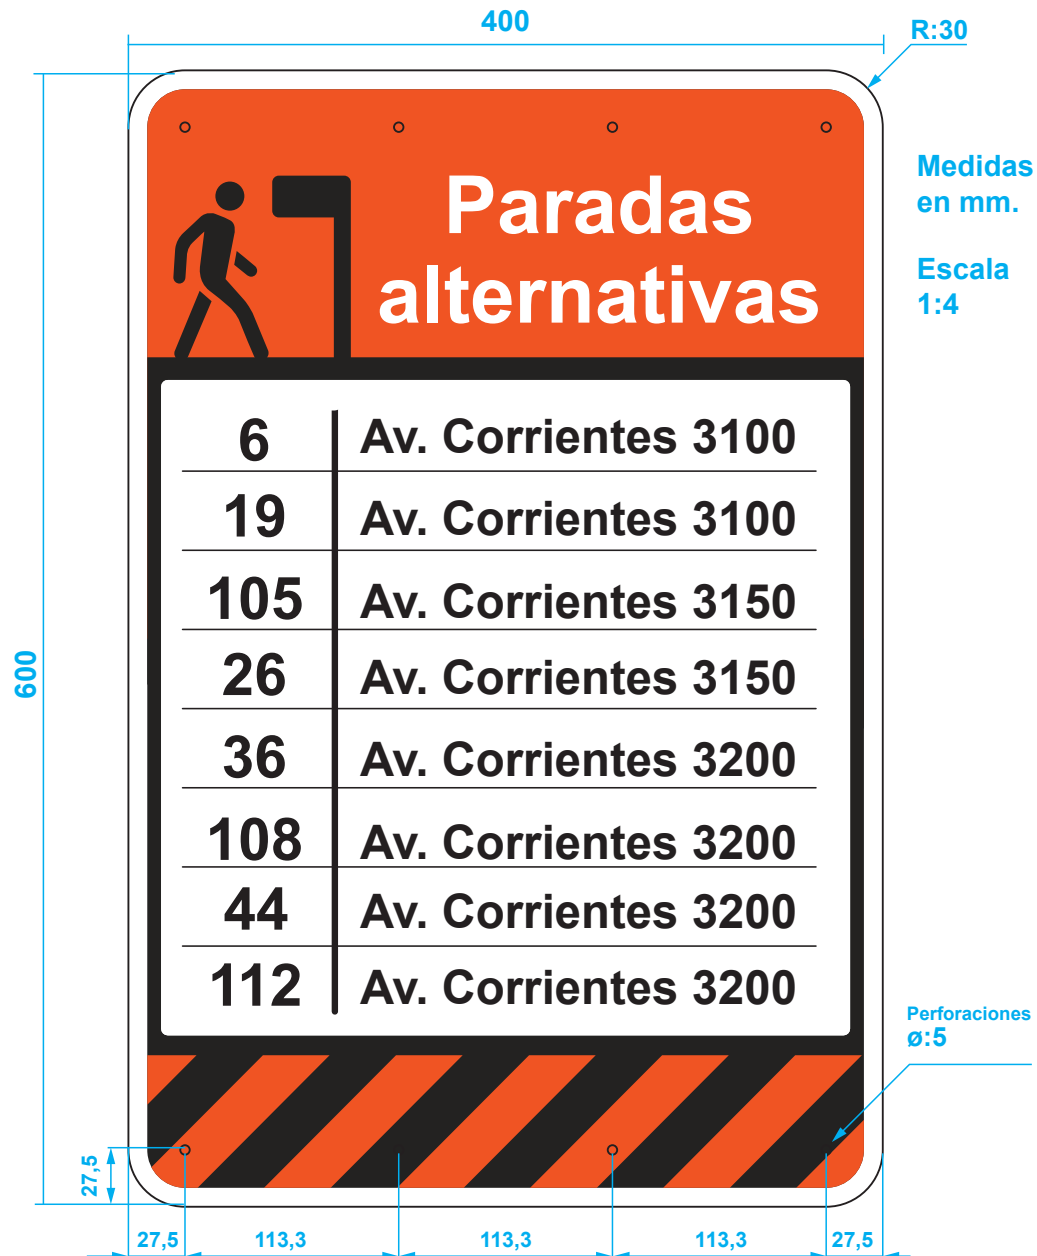 400
R:30
Medidas
en mm.
Escala
1:4
Paradas
alternativas
6 Av. Corrientes 3100
19 Av. Corrientes 3100
105 Av. Corrientes 3150
26 Av. Corrientes 3150
36 Av. Corrientes 3200
108 Av. Corrientes 3200
44 Av. Corrientes 3200
112 Av. Corrientes 3200
600
Perforaciones
ø:5
27,5
27,5 113,3 113,3 113,3 27,5